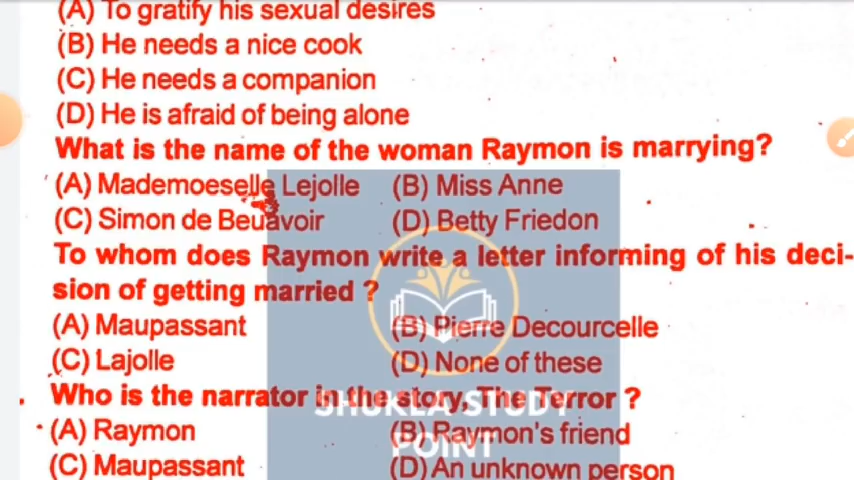 (A) To gratify his sexual desires
(B) He needs a nice cook
(C) He needs a companion
(D) He is afraid of being alone
What is the name of the woman Raymon is marrying?
(A) Mademoeselle Lejolle (B) Miss Anne
(C) Simon de Beuavoir (D) Betty Friedon
To whom does Raymon write a letter informing of his deci-
sion of getting married ?
(A) Maupassant (B) Pierre Decourcelle
(C) Lajolle (D) None of these
Who is the narrator in the story, The Terror ?
(A) Raymon (B) Raymon's friend
(C) Maupassant (D) An unknown person
SHUKLA STUDY
POINT